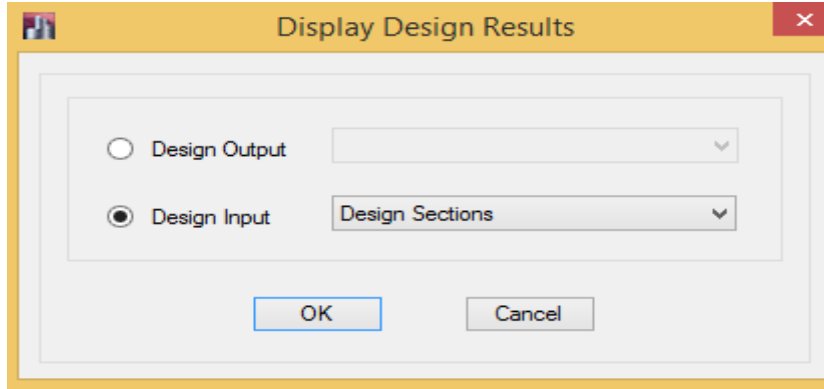 Display Design Results
Design Output
Design Input Design Sections
OK Cancel